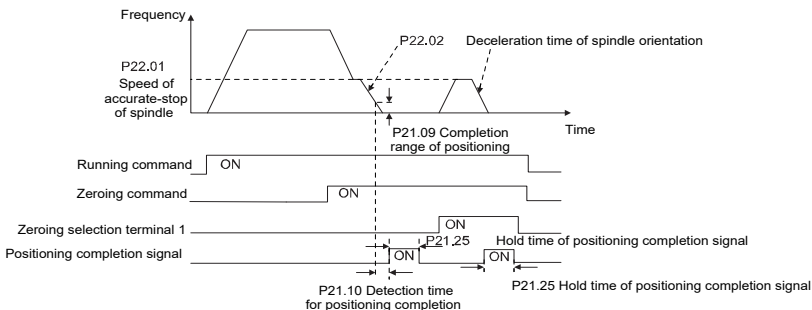 Frequency
P22.02
Deceleration time of spindle orientation
P22.01
Speed of
accurate-stop
of spindle
Time
P21.09 Completion
range of positioning
Running command
ON
Zeroing command
ON
Zeroing selection terminal 1
ON
P21.25
Hold time of positioning completion signal
Positioning completion signal
ON
ON
P21.10 Detection time
for positioning completion
P21.25 Hold time of positioning completion signal